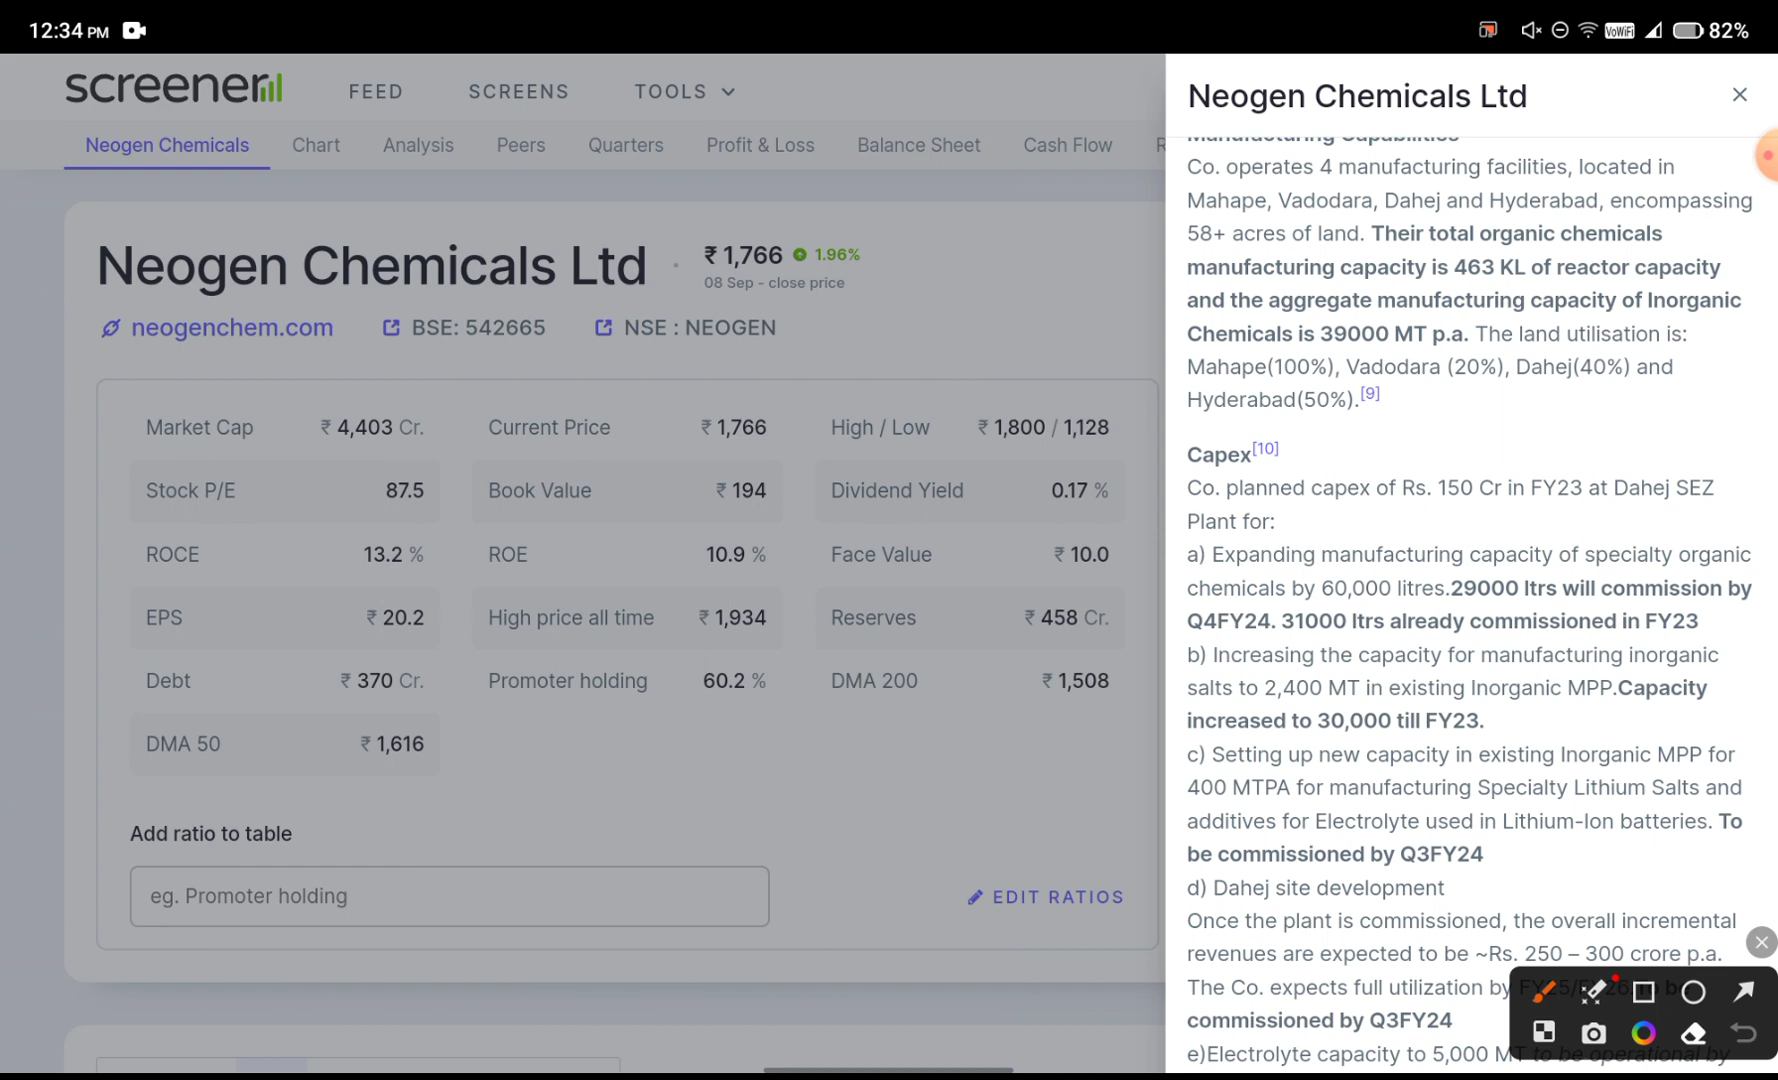 12:34 PM
VoWiFi
82%
screener
FEED
SCREENS
TOOLS
Neogen Chemicals
Chart
Analysis
Peers
Quarters
Profit & Loss
Balance Sheet
Cash Flow
R
Neogen Chemicals Ltd
₹ 1,766
1.96%
08 Sep - close price
neogenchem.com
BSE: 542665
NSE : NEOGEN
Market Cap ₹ 4,403 Cr.
Current Price ₹ 1,766
High / Low ₹ 1,800 / 1,128
Stock P/E 87.5
Book Value ₹ 194
Dividend Yield 0.17 %
ROCE 13.2 %
ROE 10.9 %
Face Value ₹ 10.0
EPS ₹ 20.2
High price all time ₹ 1,934
Reserves ₹ 458 Cr.
Debt ₹ 370 Cr.
Promoter holding 60.2 %
DMA 200 ₹ 1,508
DMA 50 ₹ 1,616
Add ratio to table
eg. Promoter holding
EDIT RATIOS
Neogen Chemicals Ltd
Manufacturing Capabilities
Co. operates 4 manufacturing facilities, located in
Mahape, Vadodara, Dahej and Hyderabad, encompassing
58+ acres of land. Their total organic chemicals
manufacturing capacity is 463 KL of reactor capacity
and the aggregate manufacturing capacity of Inorganic
Chemicals is 39000 MT p.a. The land utilisation is:
Mahape(100%), Vadodara (20%), Dahej(40%) and
Hyderabad(50%).[9]
Capex[10]
Co. planned capex of Rs. 150 Cr in FY23 at Dahej SEZ
Plant for:
a) Expanding manufacturing capacity of specialty organic
chemicals by 60,000 litres.29000 ltrs will commission by
Q4FY24. 31000 ltrs already commissioned in FY23
b) Increasing the capacity for manufacturing inorganic
salts to 2,400 MT in existing Inorganic MPP.Capacity
increased to 30,000 till FY23.
c) Setting up new capacity in existing Inorganic MPP for
400 MTPA for manufacturing Specialty Lithium Salts and
additives for Electrolyte used in Lithium-Ion batteries. To
be commissioned by Q3FY24
d) Dahej site development
Once the plant is commissioned, the overall incremental
revenues are expected to be ~Rs. 250 – 300 crore p.a.
The Co. expects full utilization by FY25/FY26. To be
commissioned by Q3FY24
e)Electrolyte capacity to 5,000 MT to be operational by